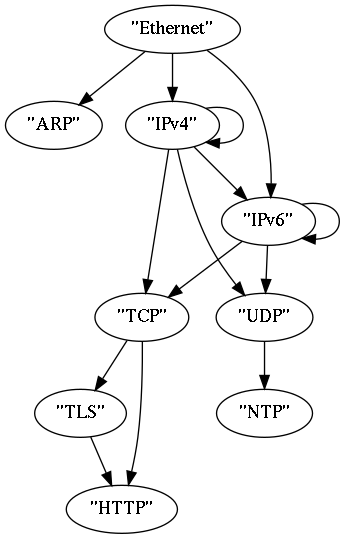 "Ethernet"
"ARP"
"IPv4"
"IPv6"
"TCP"
"UDP"
"TLS"
"NTP"
"HTTP"